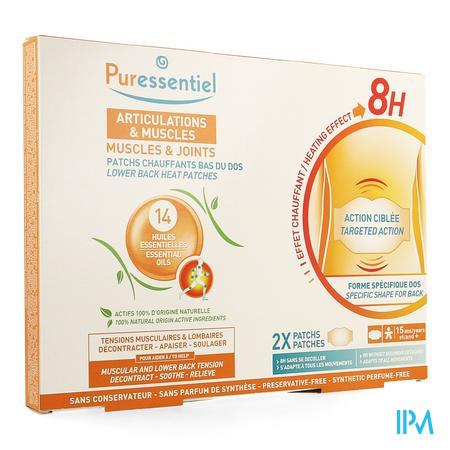 Puressentiel
ARTICULATIONS
& MUSCLES
MUSCLES & JOINTS
PATCHS CHAUFFANTS BAS DU DOS
LOWER BACK HEAT PATCHES
14
HUILES
ESSENTIELLES
ESSENTIAL
OILS
ACTIFS 100% D'ORIGINE NATURELLE
100% NATURAL ORIGIN ACTIVE INGREDIENTS
TENSIONS MUSCULAIRES & LOMBAIRES
DÉCONTRACTER - APAISER - SOULAGER
POUR AIDER À / TO HELP
MUSCULAR AND LOWER BACK TENSION
DECONTRACT - SOOTHE - RELIEVE
SANS CONSERVATEUR - SANS PARFUM DE SYNTHÈSE - PRESERVATIVE-FREE - SYNTHETIC PERFUME-FREE
8H
EFFET CHAUFFANT / HEATING EFFECT
ACTION CIBLÉE
TARGETED ACTION
FORME SPÉCIFIQUE DOS
SPECIFIC SHAPE FOR BACK
2X PATCHS
PATCHES
15 ans/years
et/and +
8H SANS SE DÉCOLLER
S'ADAPTE À TOUS LES MOUVEMENTS
8H WITHOUT
ADAPTS TO ALL MOVEMENTS
IPM